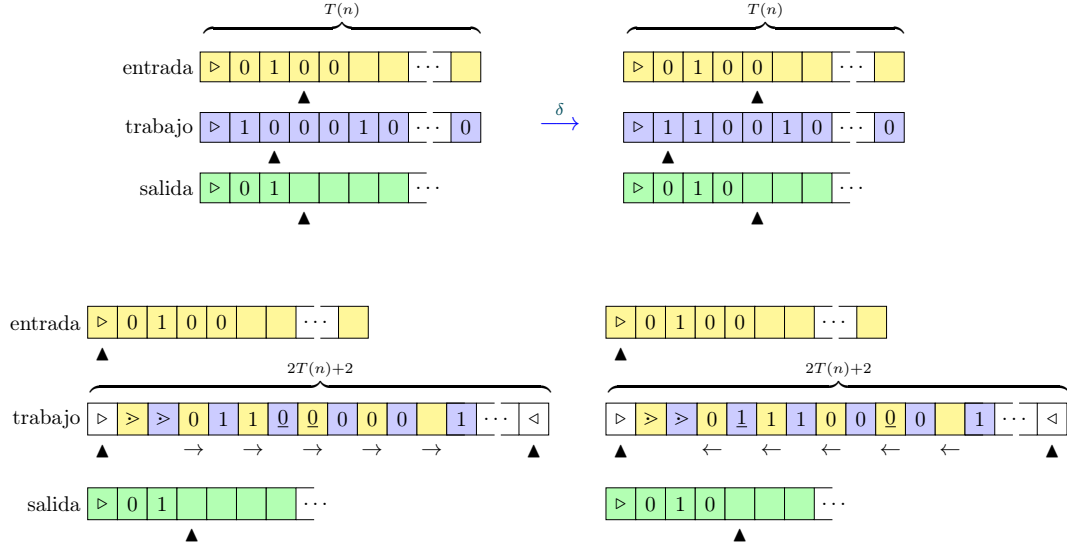 T(n) T(n)
entrada ▷ 0 1 0 0 ⋯ ▷ 0 1 0 0 ⋯
trabajo ▷ 1 0 0 0 1 0 ⋯ 0 δ → ▷ 1 1 0 0 1 0 ⋯ 0
salida ▷ 0 1 ⋯ ▷ 0 1 0 ⋯
entrada ▷ 0 1 0 0 ⋯ ▷ 0 1 0 0 ⋯
2T(n)+2 2T(n)+2
trabajo ▷ ⋗ ⋗ 0 1 1 0̲ 0̲ 0 0 0 1 ⋯ ◁ ▷ ⋗ ⋗ 0 1̲ 1 1 0 0 0̲ 0 1 ⋯ ◁
→ → → → → ← ← ← ← ←
salida ▷ 0 1 ⋯ ▷ 0 1 0 ⋯